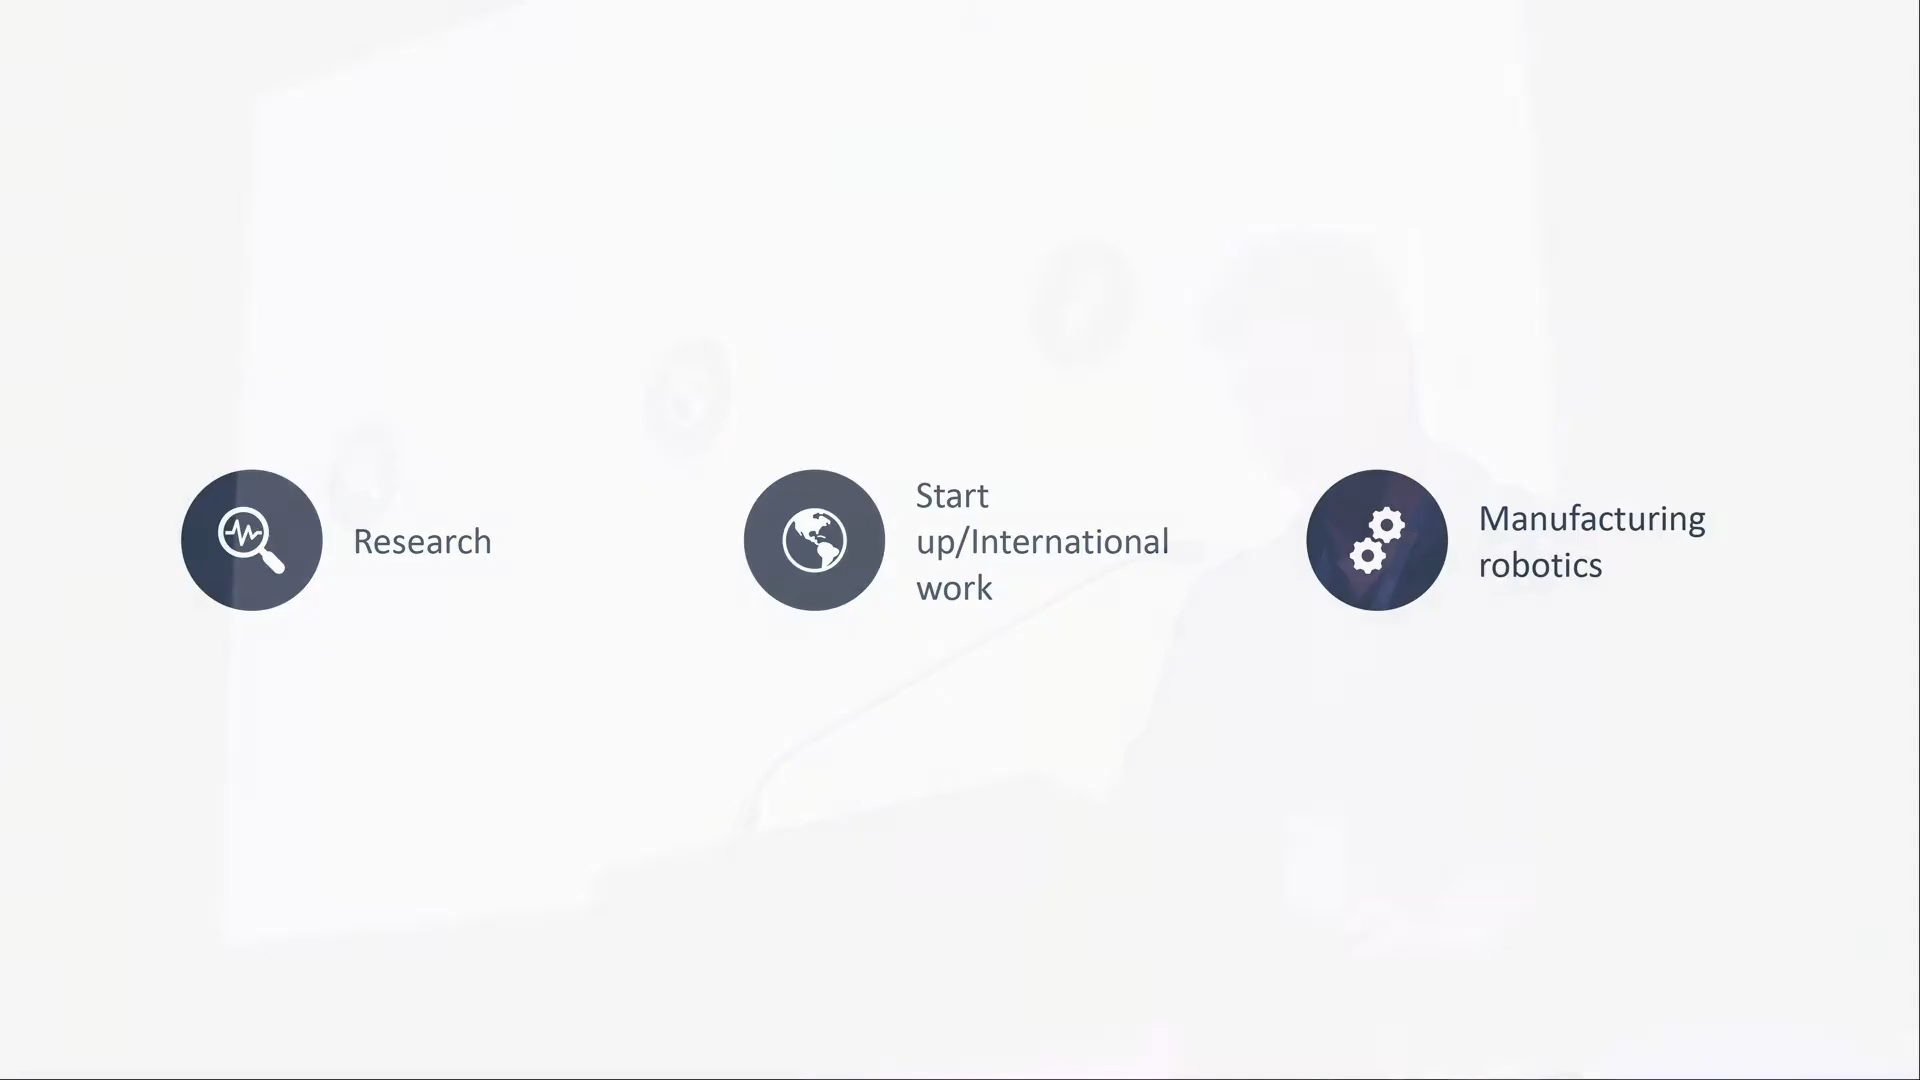 Research
Start
up/International
work
Manufacturing
robotics